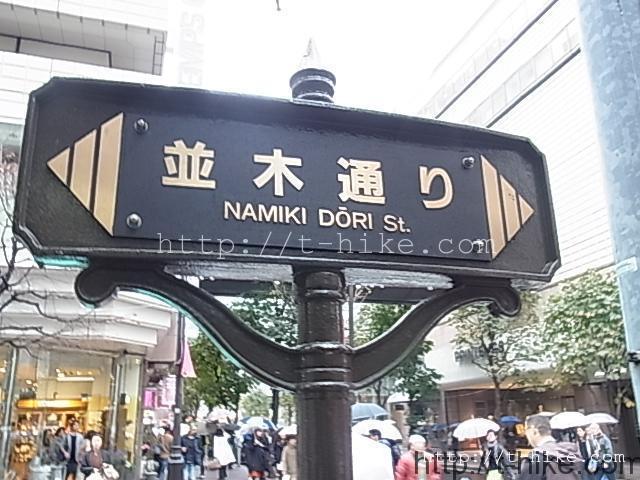 並木通り
NAMIKI DŌRI St.
http://t-hike.com
http://t-hike.com